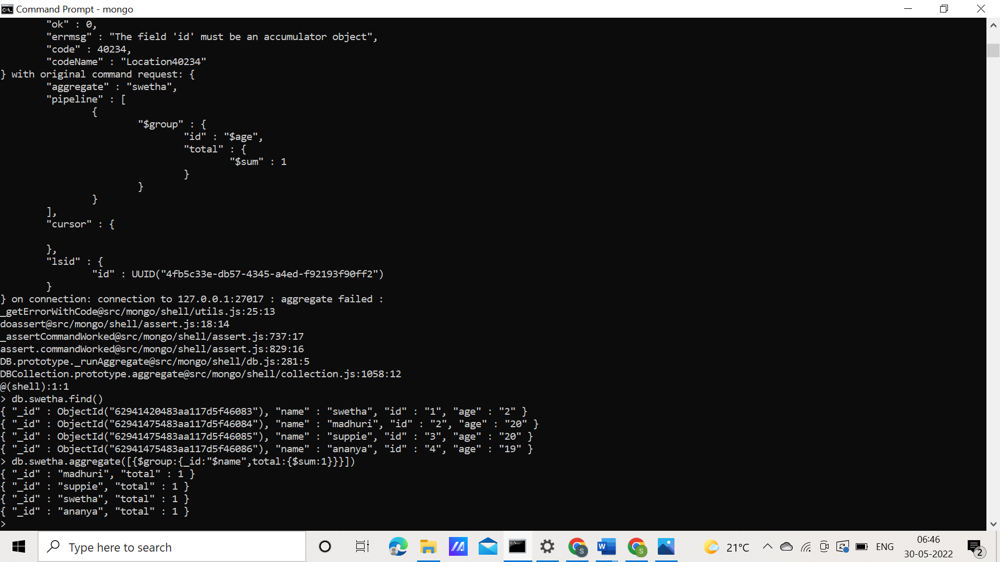 Command Prompt - mongo
"ok" : 0,
"errmsg" : "The field 'id' must be an accumulator object",
"code" : 40234,
"codeName" : "Location40234"
} with original command request: {
"aggregate" : "swetha",
"pipeline" : [
{
"$group" : {
"id" : "$age",
"total" : {
"$sum" : 1
}
}
}
],
"cursor" : {
},
"lsid" : {
"id" : UUID("4fb5c33e-db57-4345-a4ed-f92193f90ff2")
}
} on connection: connection to 127.0.0.1:27017 : aggregate failed :
_getErrorWithCode@src/mongo/shell/utils.js:25:13
doassert@src/mongo/shell/assert.js:18:14
_assertCommandWorked@src/mongo/shell/assert.js:737:17
assert.commandWorked@src/mongo/shell/assert.js:829:16
DB.prototype._runAggregate@src/mongo/shell/db.js:281:5
DBCollection.prototype.aggregate@src/mongo/shell/collection.js:1058:12
@(shell):1:1
> db.swetha.find()
{ "_id" : ObjectId("62941420483aa117d5f46083"), "name" : "swetha", "id" : "1", "age" : "2" }
{ "_id" : ObjectId("62941475483aa117d5f46084"), "name" : "madhuri", "id" : "2", "age" : "20" }
{ "_id" : ObjectId("62941475483aa117d5f46085"), "name" : "suppie", "id" : "3", "age" : "20" }
{ "_id" : ObjectId("62941475483aa117d5f46086"), "name" : "ananya", "id" : "4", "age" : "19" }
> db.swetha.aggregate([{$group:{_id:"$name",total:{$sum:1}}}])
{ "_id" : "madhuri", "total" : 1 }
{ "_id" : "suppie", "total" : 1 }
{ "_id" : "swetha", "total" : 1 }
{ "_id" : "ananya", "total" : 1 }
>
Type here to search
21°C
ENG
06:46
30-05-2022
2